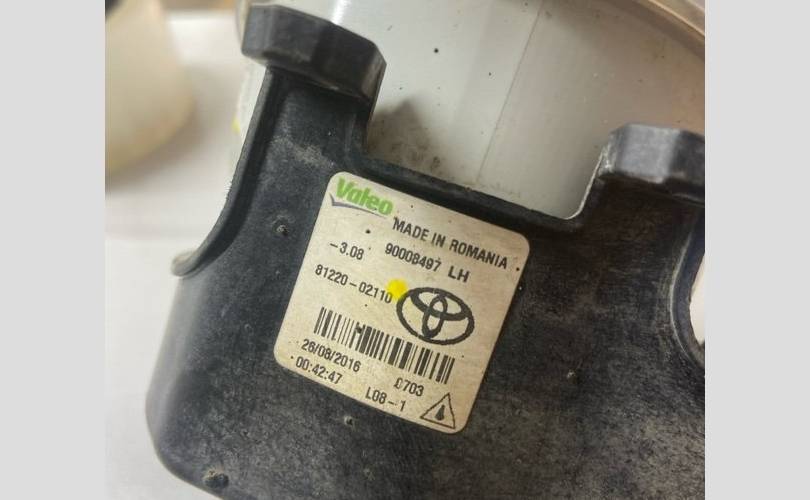 Valeo
MADE IN ROMANIA
-3.08 90008497 LH
81220-02110
26/08/2016 0703
00:42:47 L08-1